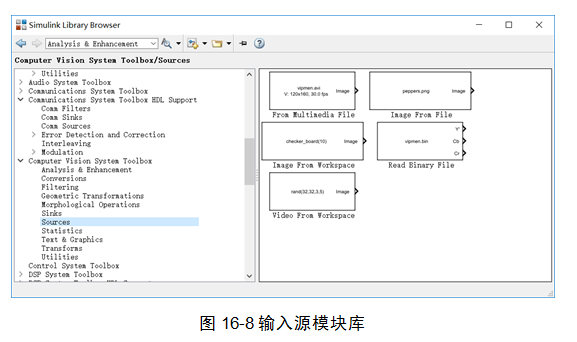 Simulink Library Browser
Analysis & Enhancement
Computer Vision System Toolbox/Sources
Utilities
Audio System Toolbox
Communications System Toolbox
Communications System Toolbox HDL Support
Comm Filters
Comm Sinks
Comm Sources
Error Detection and Correction
Interleaving
Modulation
Computer Vision System Toolbox
Analysis & Enhancement
Conversions
Filtering
Geometric Transformations
Morphological Operations
Sinks
Sources
Statistics
Text & Graphics
Transforms
Utilities
Control System Toolbox
DSP System Toolbox
vipmen.avi
V: 120x160, 30.0 fps
Image
From Multimedia File
peppers.png
Image
Image From File
checker_board(10)
Image
Image From Workspace
vipmen.bin
Y'
Cb
Cr
Read Binary File
rand(32,32,3,5)
Image
Video From Workspace
图 16-8 输入源模块库